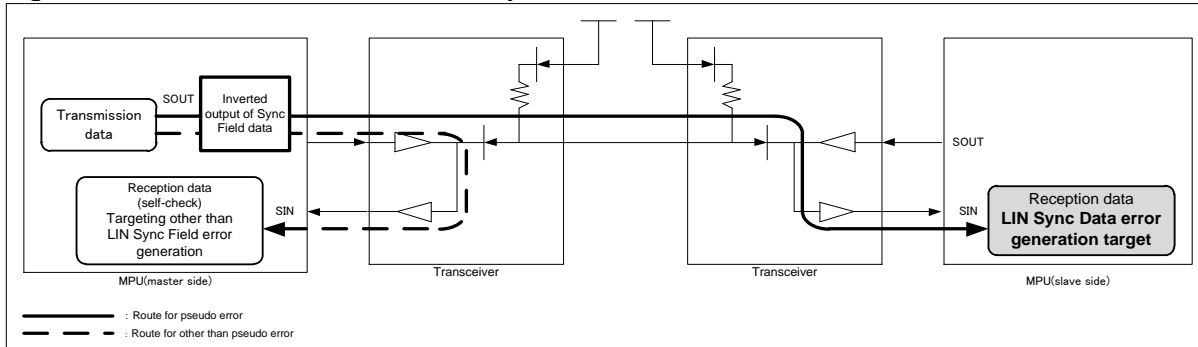 SOUT
Transmission
data
Inverted
output of Sync
Field data
Reception data
(self-check)
Targeting other than
LIN Sync Field error
generation
SIN
MPU(master side)
Transceiver
Transceiver
SOUT
SIN
Reception data
LIN Sync Data error
generation target
MPU(slave side)
: Route for pseudo error
: Route for other than pseudo error